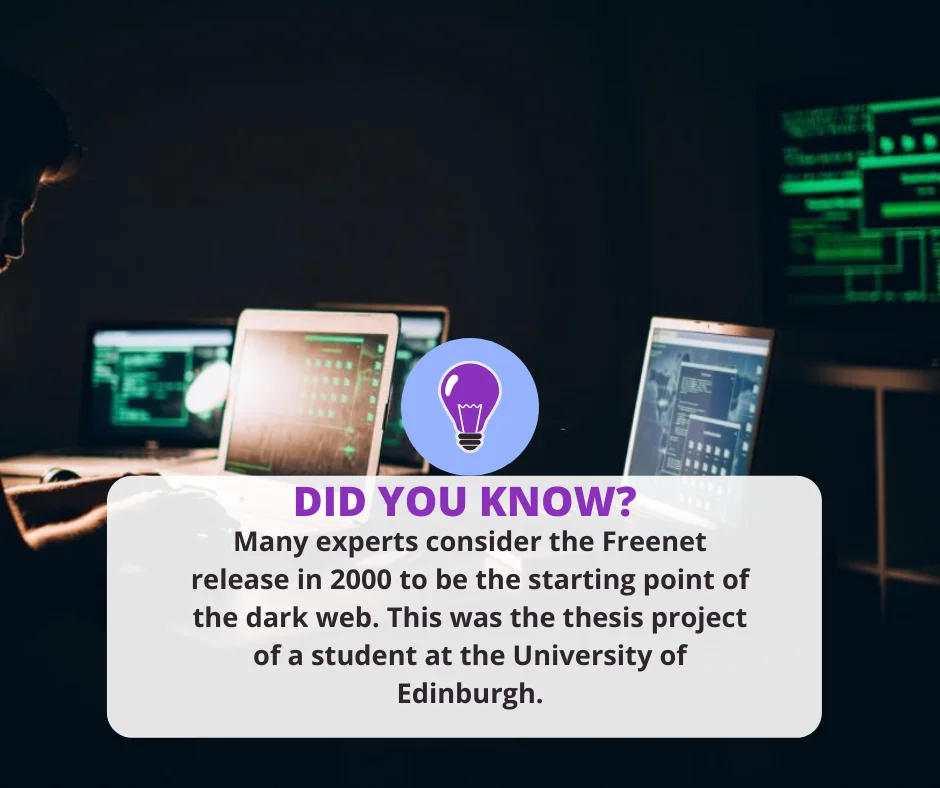 DID YOU KNOW?
Many experts consider the Freenet
release in 2000 to be the starting point of
the dark web. This was the thesis project
of a student at the University of
Edinburgh.